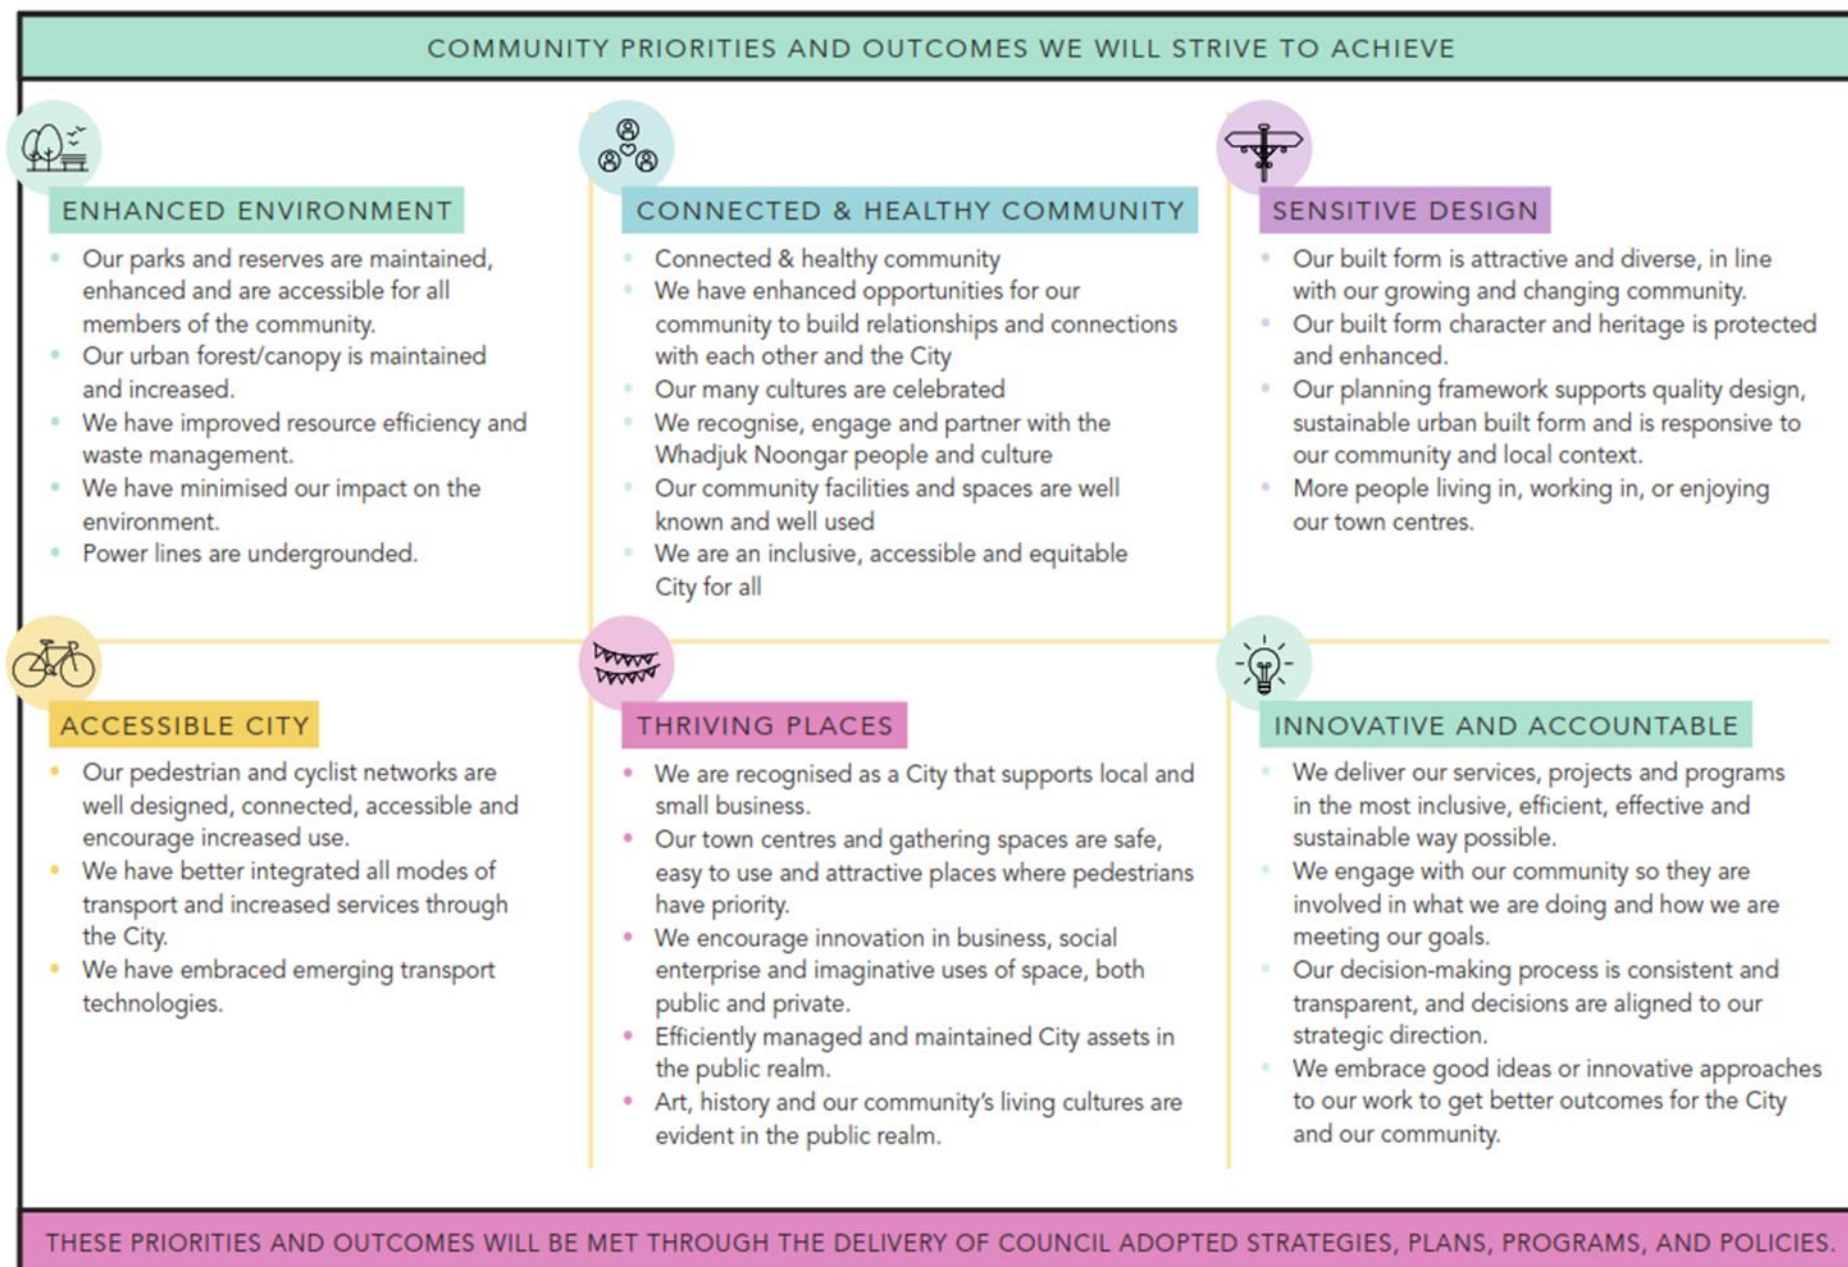 COMMUNITY PRIORITIES AND OUTCOMES WE WILL STRIVE TO ACHIEVE
ENHANCED ENVIRONMENT
• Our parks and reserves are maintained,
enhanced and are accessible for all
members of the community.
• Our urban forest/canopy is maintained
and increased.
• We have improved resource efficiency and
waste management.
• We have minimised our impact on the
environment.
• Power lines are undergrounded.
CONNECTED & HEALTHY COMMUNITY
• Connected & healthy community
• We have enhanced opportunities for our
community to build relationships and connections
with each other and the City
• Our many cultures are celebrated
• We recognise, engage and partner with the
Whadjuk Noongar people and culture
• Our community facilities and spaces are well
known and well used
• We are an inclusive, accessible and equitable
City for all
SENSITIVE DESIGN
• Our built form is attractive and diverse, in line
with our growing and changing community.
• Our built form character and heritage is protected
and enhanced.
• Our planning framework supports quality design,
sustainable urban built form and is responsive to
our community and local context.
• More people living in, working in, or enjoying
our town centres.
ACCESSIBLE CITY
• Our pedestrian and cyclist networks are
well designed, connected, accessible and
encourage increased use.
• We have better integrated all modes of
transport and increased services through
the City.
• We have embraced emerging transport
technologies.
THRIVING PLACES
• We are recognised as a City that supports local and
small business.
• Our town centres and gathering spaces are safe,
easy to use and attractive places where pedestrians
have priority.
• We encourage innovation in business, social
enterprise and imaginative uses of space, both
public and private.
• Efficiently managed and maintained City assets in
the public realm.
• Art, history and our community's living cultures are
evident in the public realm.
INNOVATIVE AND ACCOUNTABLE
• We deliver our services, projects and programs
in the most inclusive, efficient, effective and
sustainable way possible.
• We engage with our community so they are
involved in what we are doing and how we are
meeting our goals.
• Our decision-making process is consistent and
transparent, and decisions are aligned to our
strategic direction.
• We embrace good ideas or innovative approaches
to our work to get better outcomes for the City
and our community.
THESE PRIORITIES AND OUTCOMES WILL BE MET THROUGH THE DELIVERY OF COUNCIL ADOPTED STRATEGIES, PLANS, PROGRAMS, AND POLICIES.